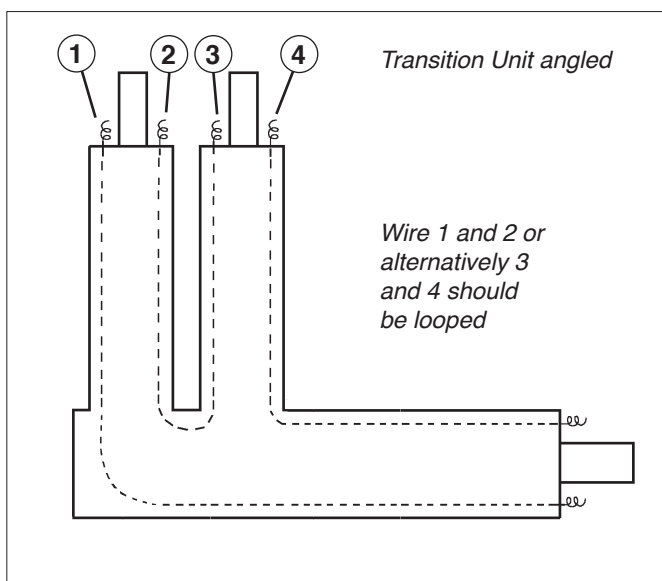 1 2 3 4 Transition Unit angled
Wire 1 and 2 or
alternatively 3
and 4 should
be looped